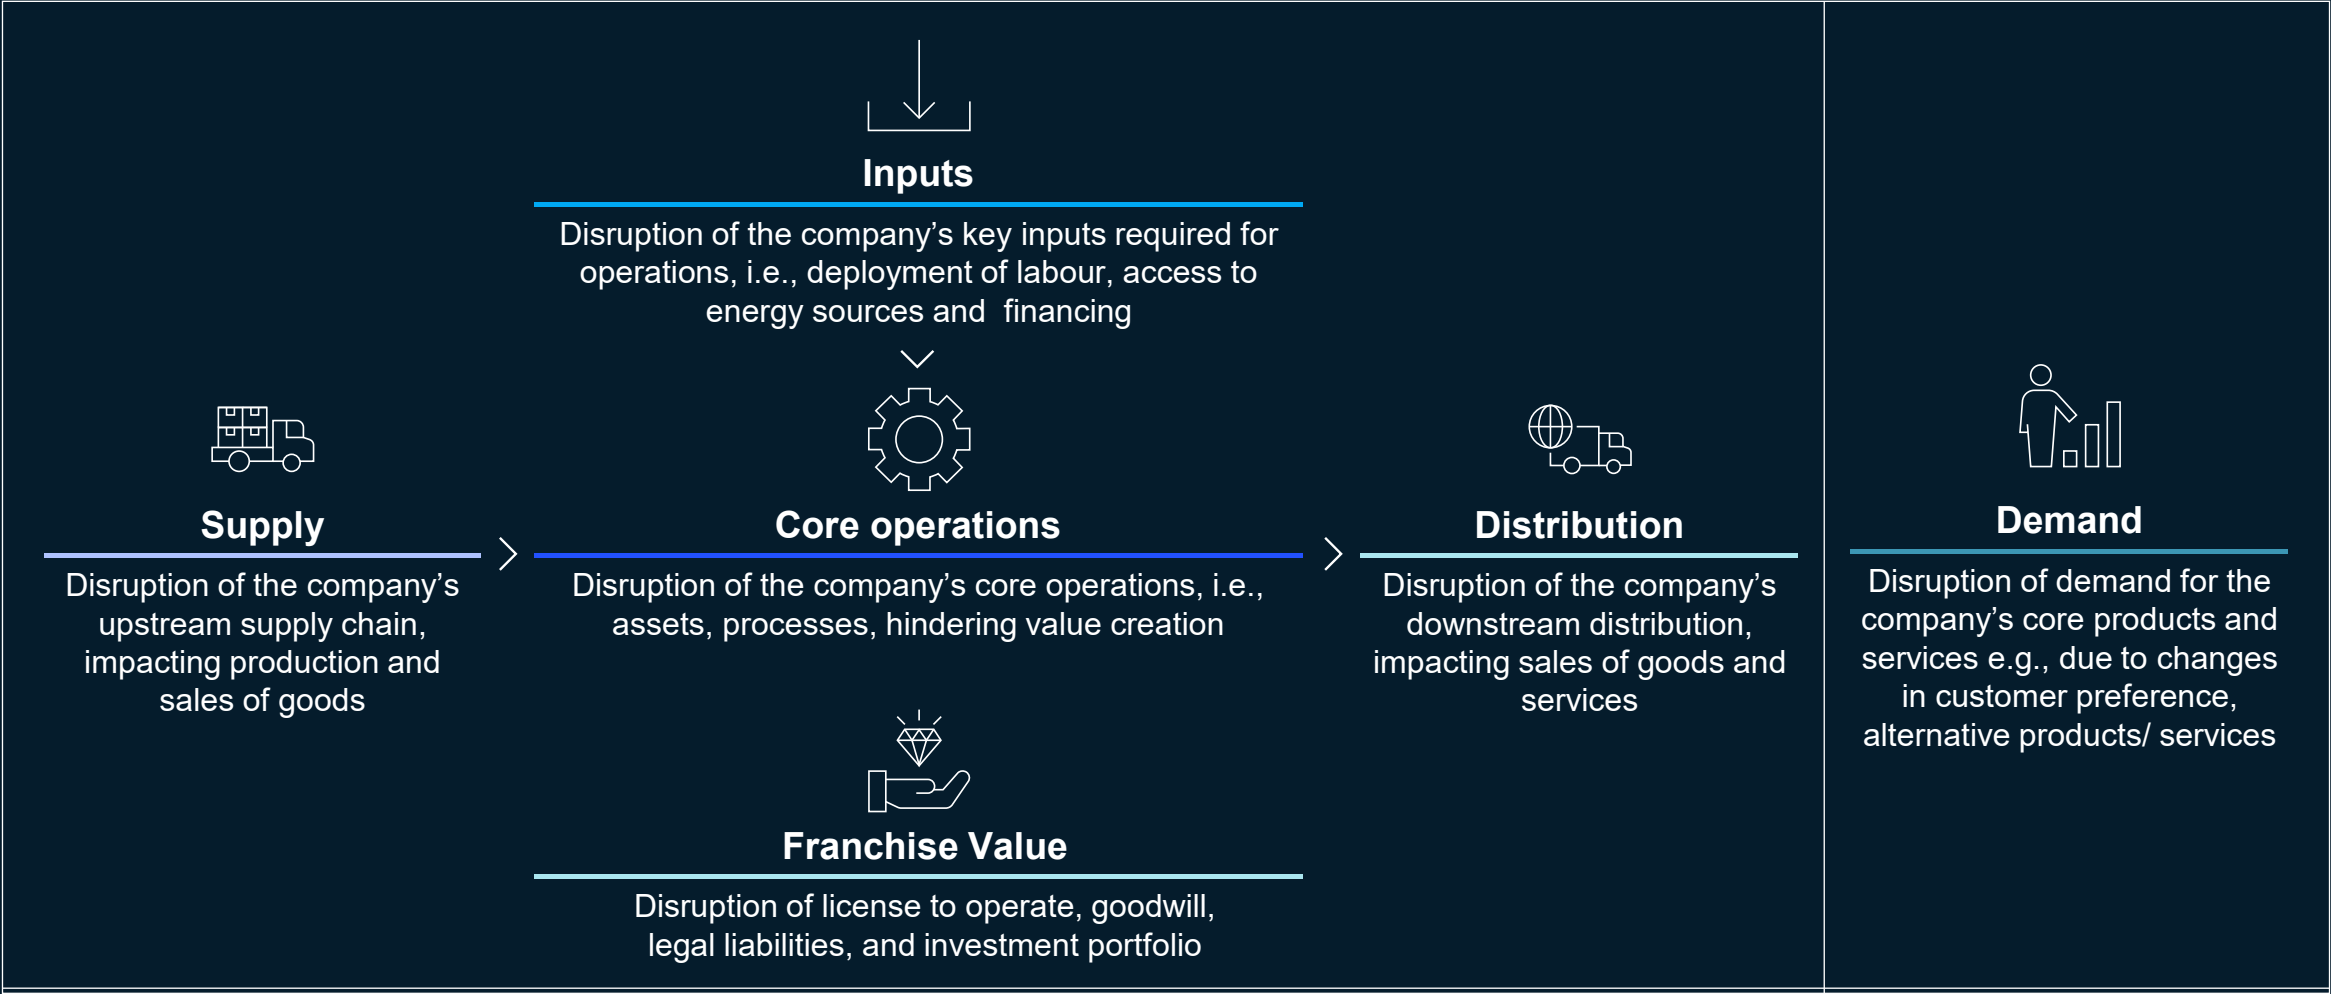 Inputs
Disruption of the company’s key inputs required for
operations, i.e., deployment of labour, access to
energy sources and  financing
Supply
Disruption of the company’s
upstream supply chain,
impacting production and
sales of goods
Core operations
Disruption of the company’s core operations, i.e.,
assets, processes, hindering value creation
Distribution
Disruption of the company’s
downstream distribution,
impacting sales of goods and
services
Franchise Value
Disruption of license to operate, goodwill,
legal liabilities, and investment portfolio
Demand
Disruption of demand for the
company’s core products and
services e.g., due to changes
in customer preference,
alternative products/ services